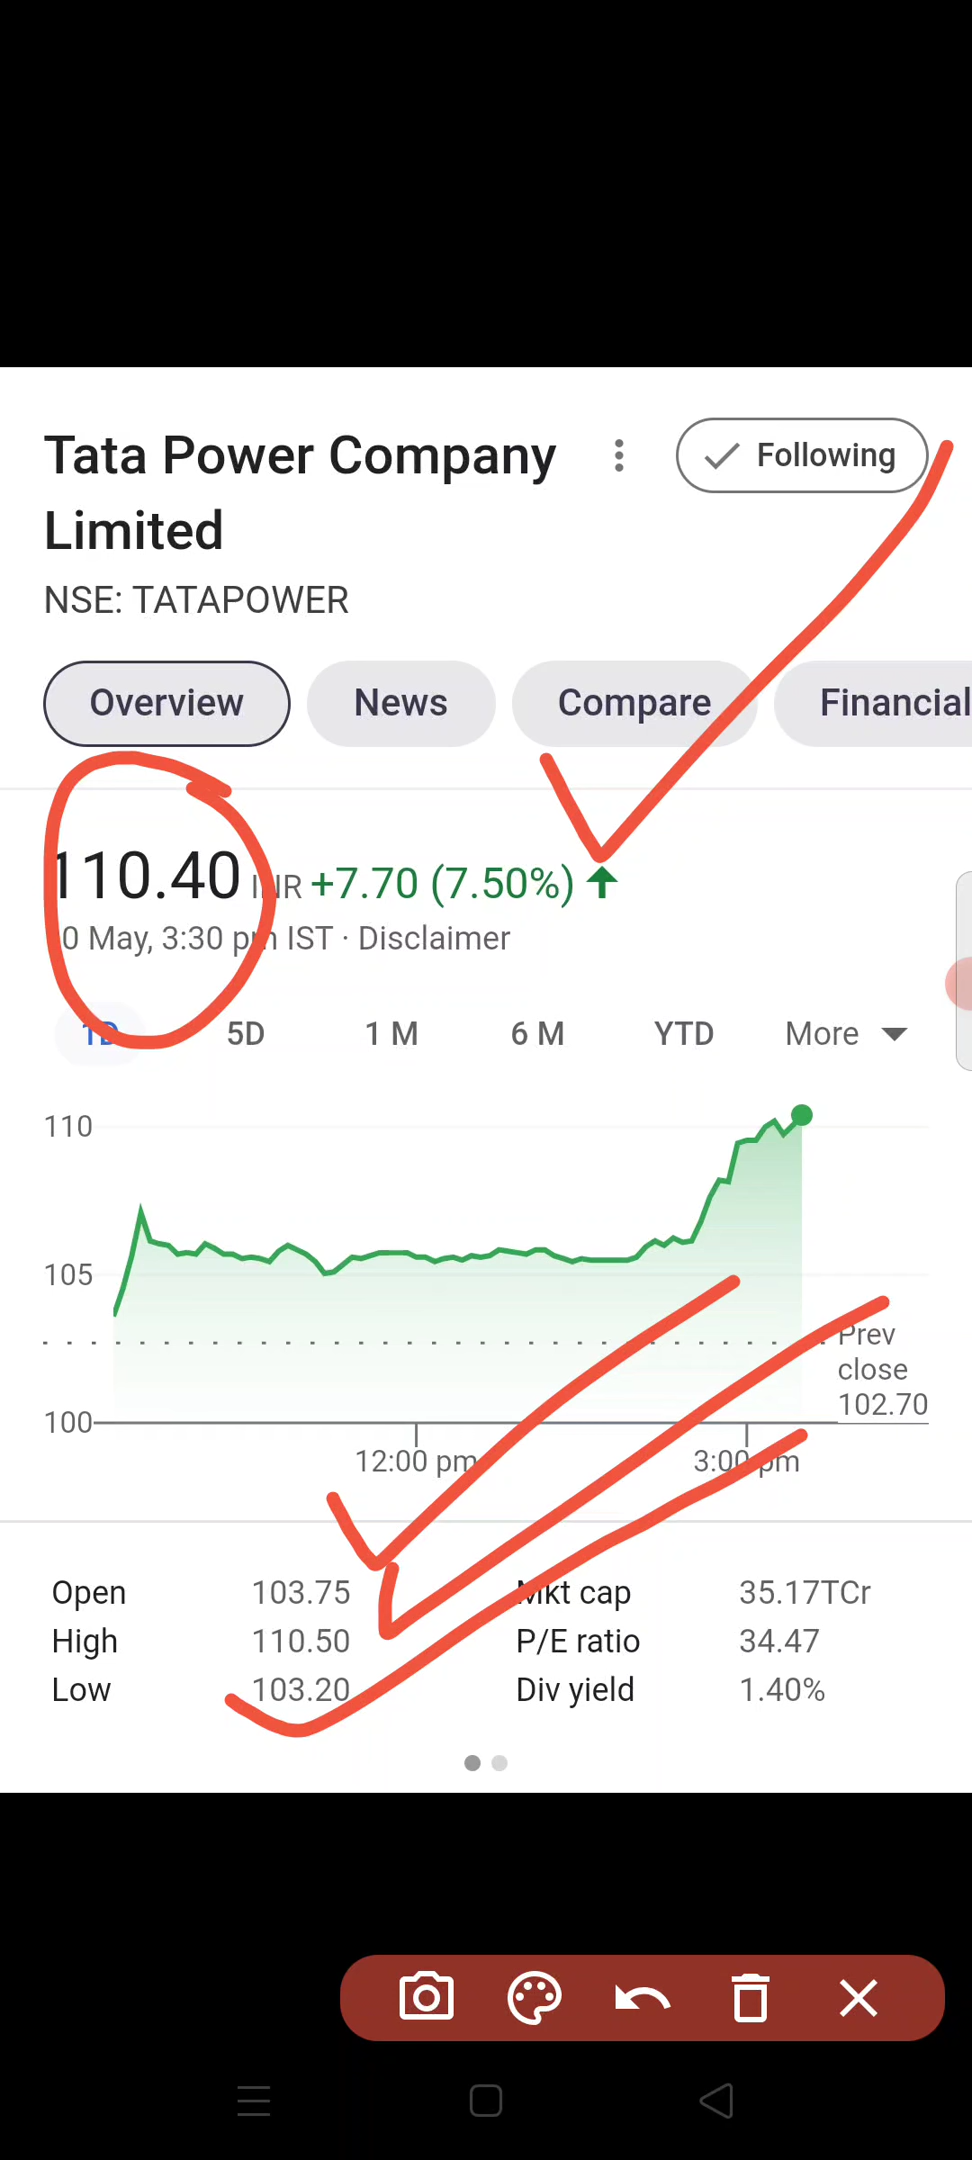 Tata Power Company
Limited
Following
NSE: TATAPOWER
Overview News Compare Financial
110.40 INR +7.70 (7.50%)
0 May, 3:30 pm IST · Disclaimer
1D 5D 1 M 6 M YTD More
110
105
100
Prev
close
102.70
12:00 pm 3:00 pm
Open 103.75 Mkt cap 35.17TCr
High 110.50 P/E ratio 34.47
Low 103.20 Div yield 1.40%